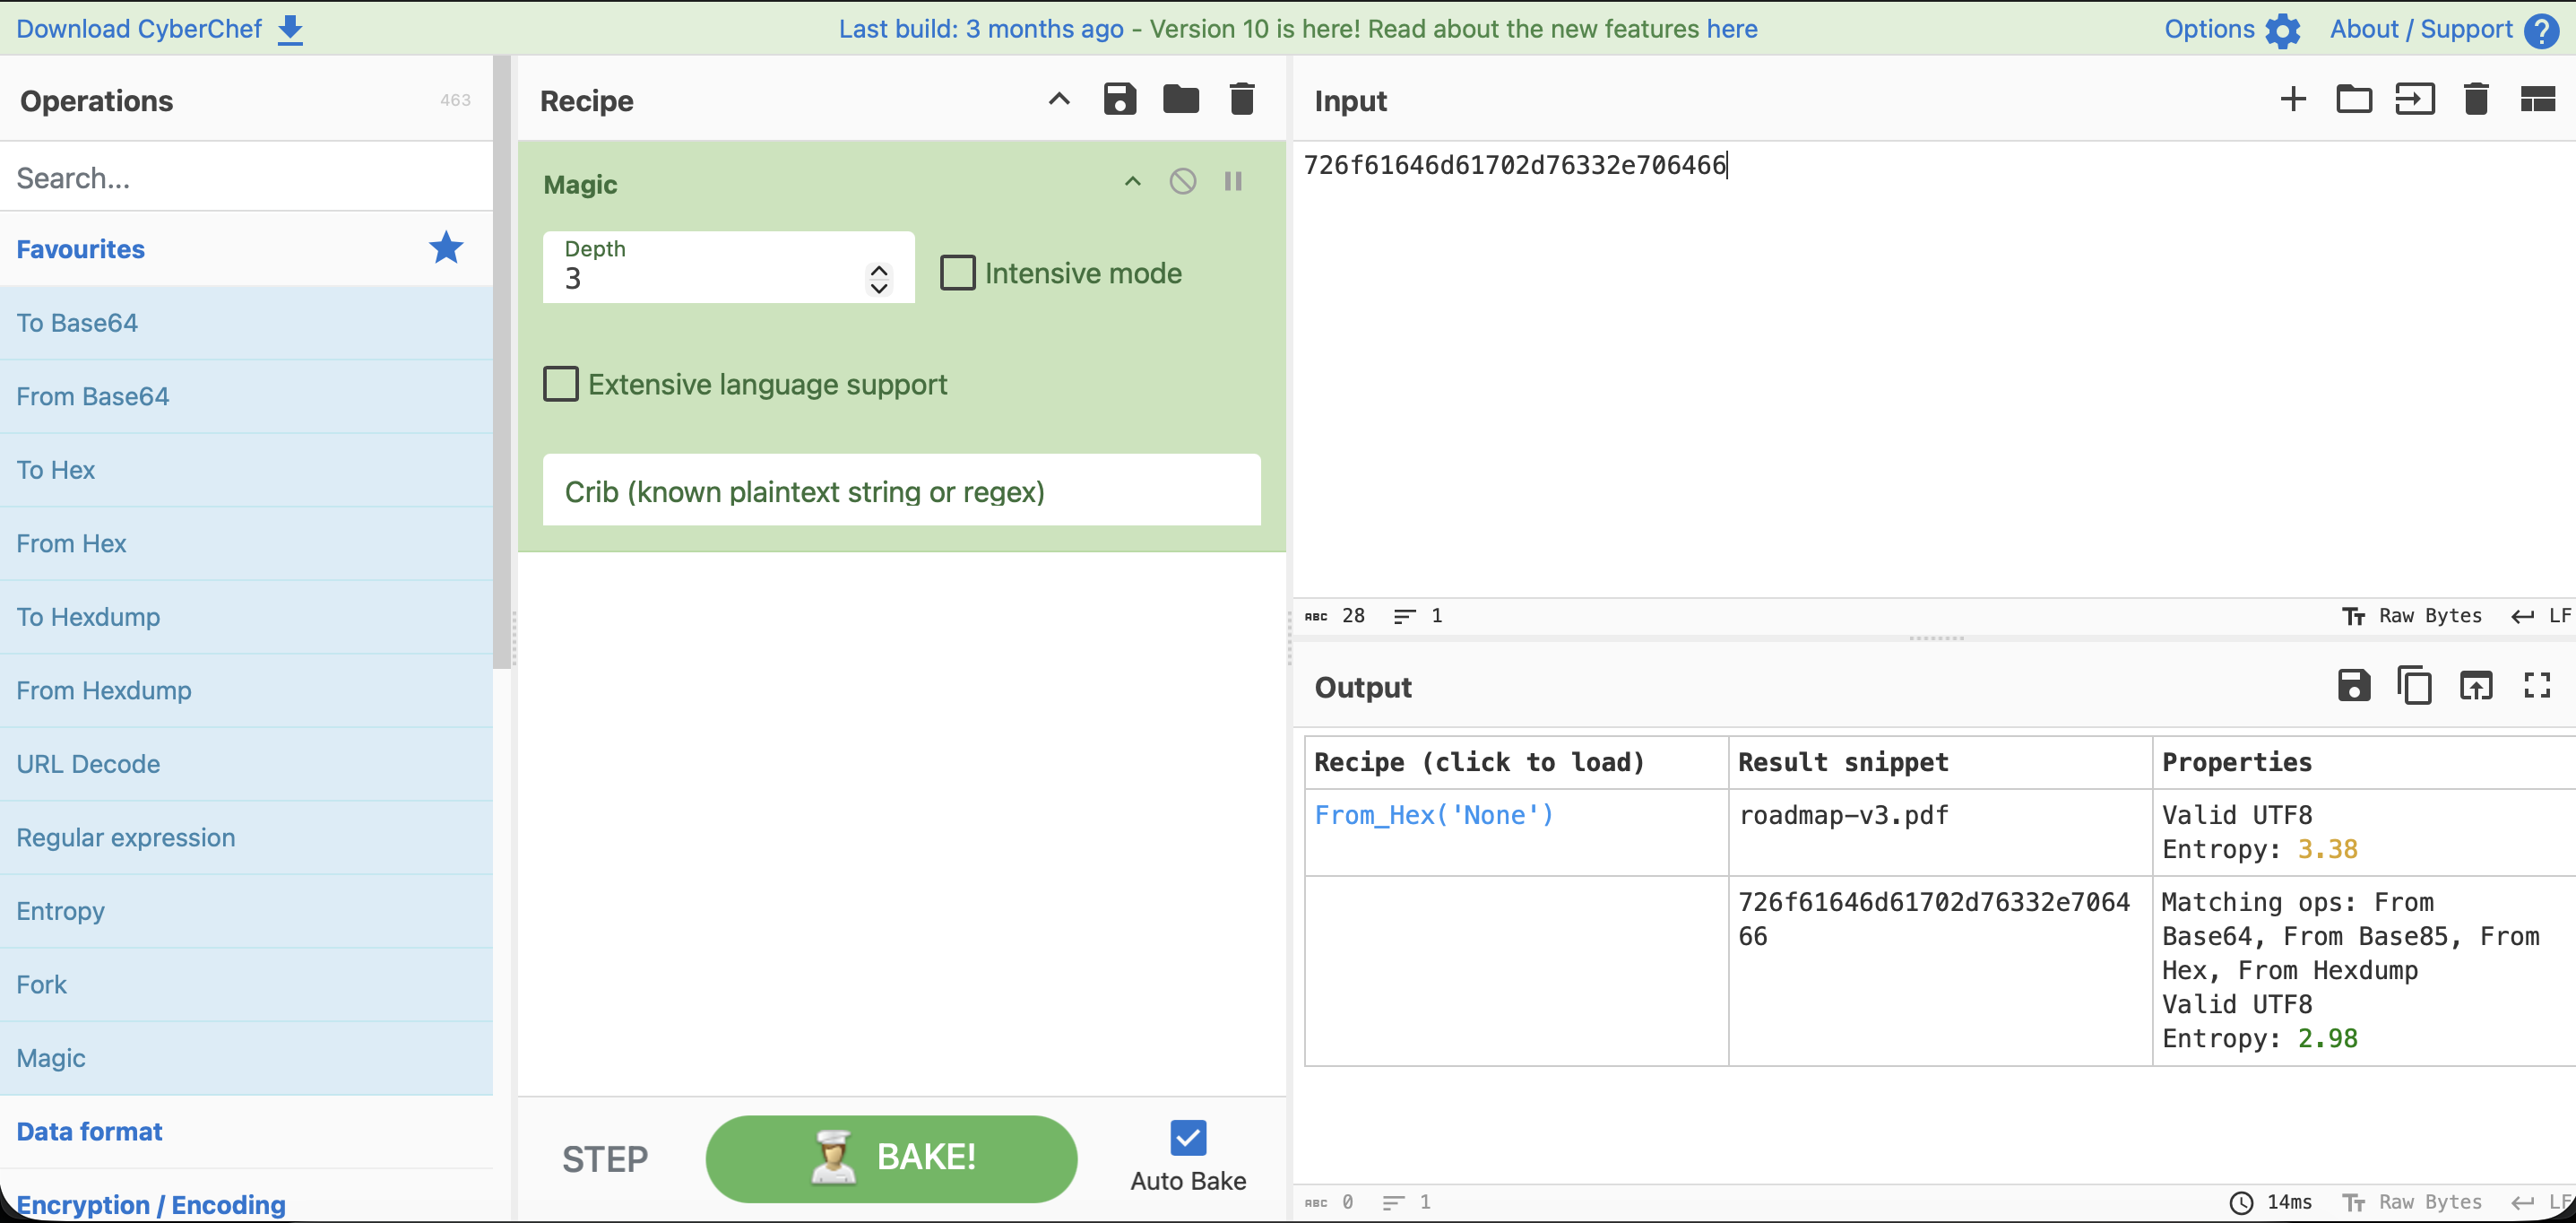 Download CyberChef
Last build: 3 months ago - Version 10 is here! Read about the new features here
Options
About / Support
Operations
463
Search...
Favourites
To Base64
From Base64
To Hex
From Hex
To Hexdump
From Hexdump
URL Decode
Regular expression
Entropy
Fork
Magic
Data format
Encryption / Encoding
Recipe
Magic
Depth
3
Intensive mode
Extensive language support
Crib (known plaintext string or regex)
STEP
BAKE!
Auto Bake
Input
726f61646d61702d76332e706466
ABC 28 1
Tr Raw Bytes LF
Output
Recipe (click to load) Result snippet Properties
From_Hex('None') roadmap-v3.pdf Valid UTF8
Entropy: 3.38
726f61646d61702d76332e7064 Matching ops: From
66 Base64, From Base85, From
Hex, From Hexdump
Valid UTF8
Entropy: 2.98
ABC 0 1
14ms Tr Raw Bytes LF